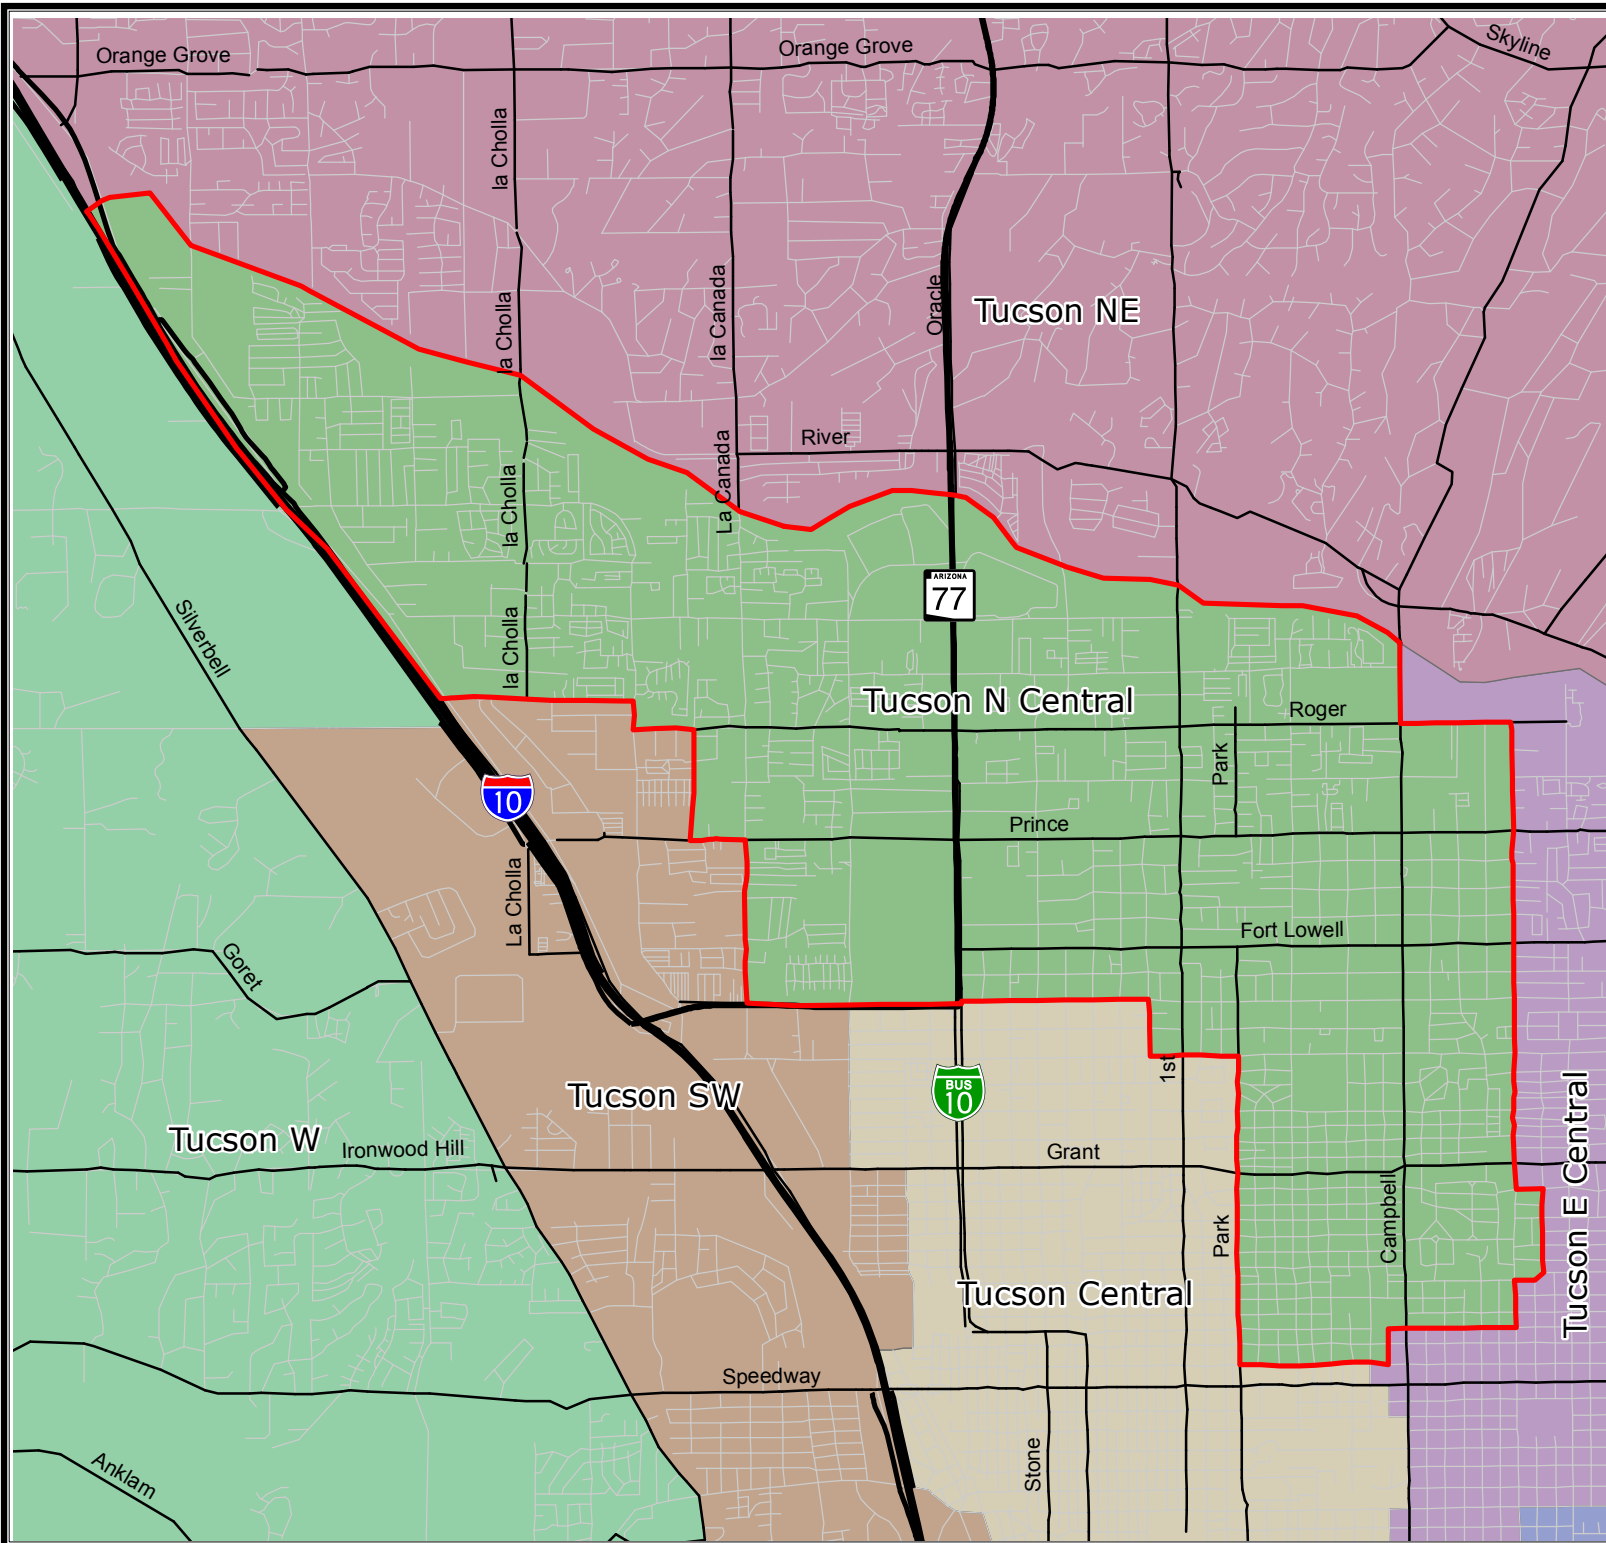 Orange Grove
Orange Grove
Skyline
la Cholla
la Cholla
la Canada
Oracle
Tucson NE
River
La Canada
la Cholla
ARIZONA
77
Silverbell
la Cholla
Tucson N Central
Roger
Park
10
Prince
La Cholla
Fort Lowell
Goret
1st
BUS
10
Tucson SW
Tucson W
Ironwood Hill
Grant
Tucson E Central
Park
Campbell
Tucson Central
Speedway
Stone
Anklam